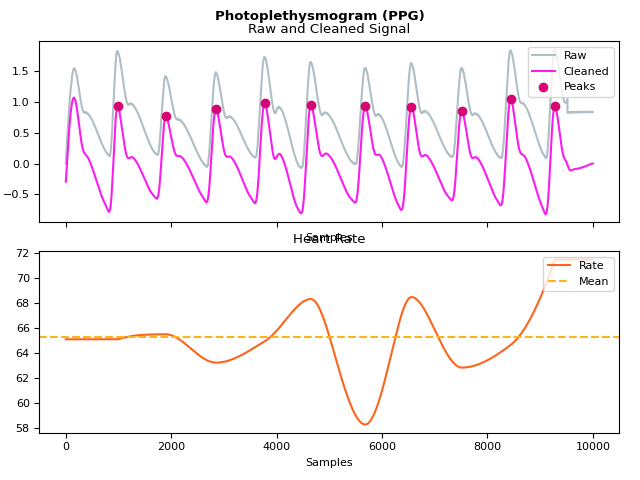 Photoplethysmogram (PPG)
Raw and Cleaned Signal
Raw
Cleaned
Peaks
1.5
1.0
0.5
0.0
−0.5
Samples
Heart Rate
Rate
Mean
72
70
68
66
64
62
60
58
0 2000 4000 6000 8000 10000
Samples